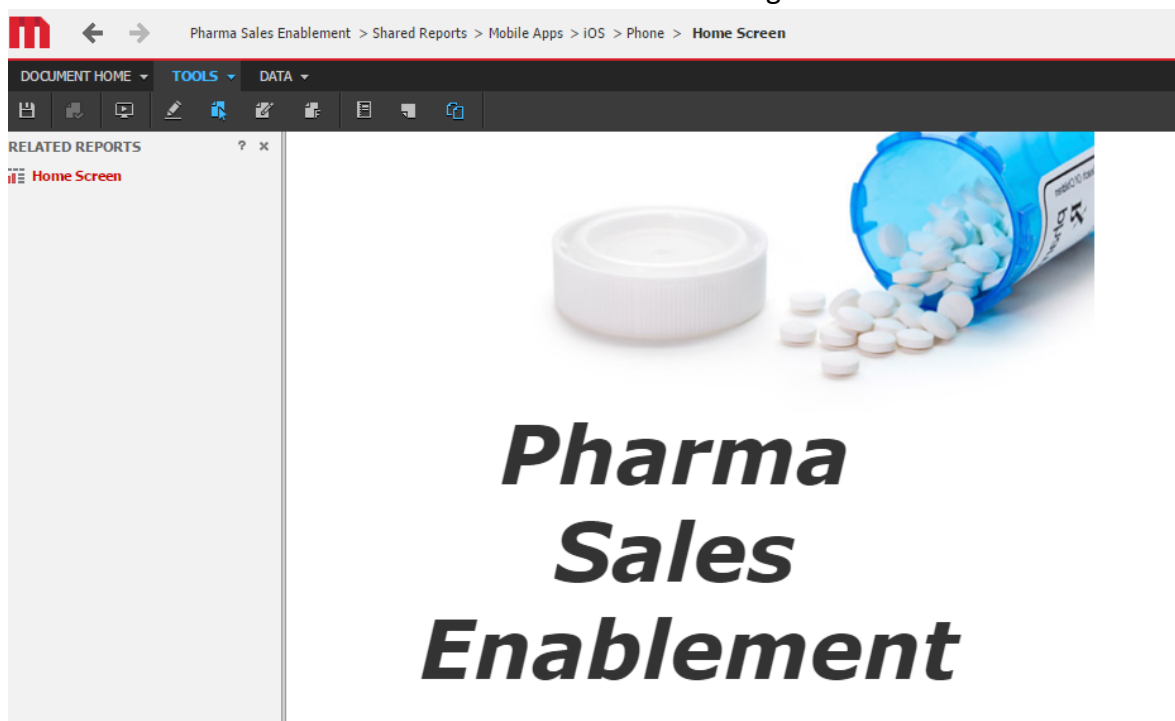 Pharma Sales Enablement > Shared Reports > Mobile Apps > iOS > Phone > Home Screen
DOCUMENT HOME TOOLS DATA
RELATED REPORTS ? x
Home Screen
Pharma
Sales
Enablement